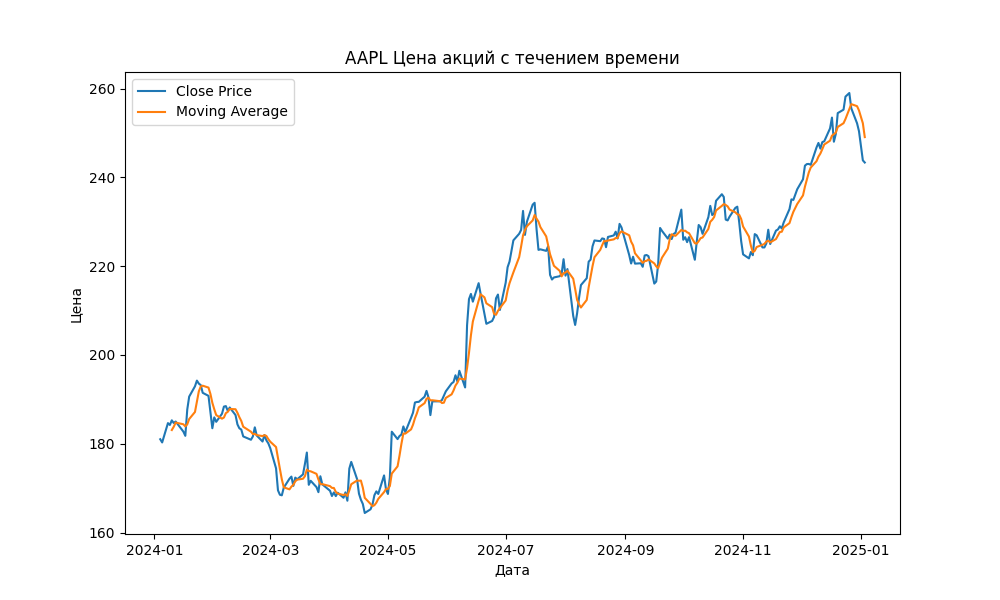 AAPL Цена акций с течением времени
Close Price
Moving Average
Цена
260
240
220
200
180
160
2024-01
2024-03
2024-05
2024-07
2024-09
2024-11
2025-01
Дата